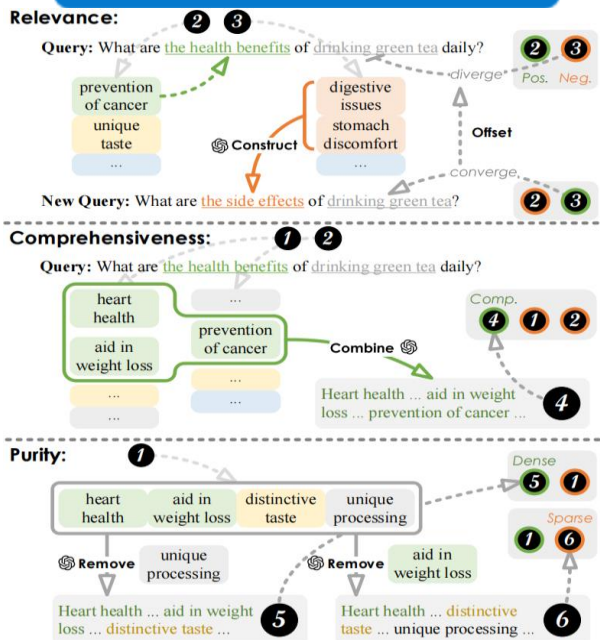 Relevance:
2 3
Query: What are the health benefits of drinking green tea daily?
2 3
Pos. Neg.
diverge
prevention
of cancer
unique
taste
...
digestive
issues
stomach
discomfort
...
Construct
Offset
converge
2 3
New Query: What are the side effects of drinking green tea?
Comprehensiveness:
1 2
Query: What are the health benefits of drinking green tea daily?
heart
health
aid in
weight loss
...
...
...
prevention
of cancer
...
...
Combine
Comp.
4 1 2
Heart health ... aid in weight
loss ... prevention of cancer ...
4
Purity:
1
heart
health
aid in
weight loss
distinctive
taste
unique
processing
Dense
5 1
Sparse
1 6
Remove
unique
processing
Remove
aid in
weight loss
Heart health ... aid in weight
loss ... distinctive taste ...
5
Heart health ... distinctive
taste ... unique processing ...
6